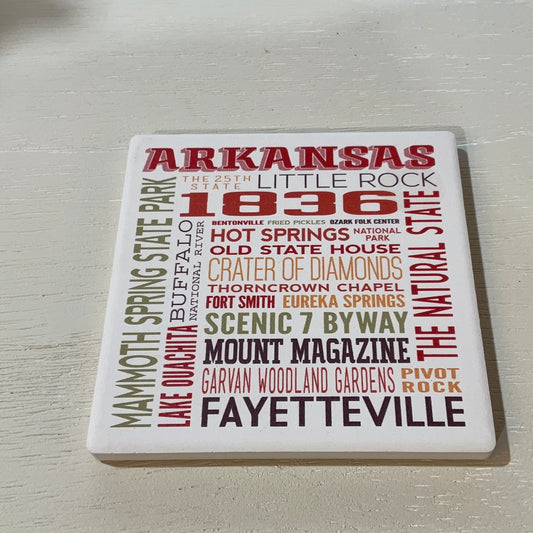 ARKANSAS
THE 25TH STATE
LITTLE ROCK
1836
MAMMOTH SPRING STATE PARK
BUFFALO
NATIONAL RIVER
LAKE OUACHITA
BENTONVILLE FRIED PICKLES OZARK FOLK CENTER
HOT SPRINGS NATIONAL PARK
OLD STATE HOUSE
CRATER OF DIAMONDS
THORNCROWN CHAPEL
FORT SMITH EUREKA SPRINGS
SCENIC 7 BYWAY
MOUNT MAGAZINE
GARVAN WOODLAND GARDENS
PIVOT ROCK
FAYETTEVILLE
THE NATURAL STATE